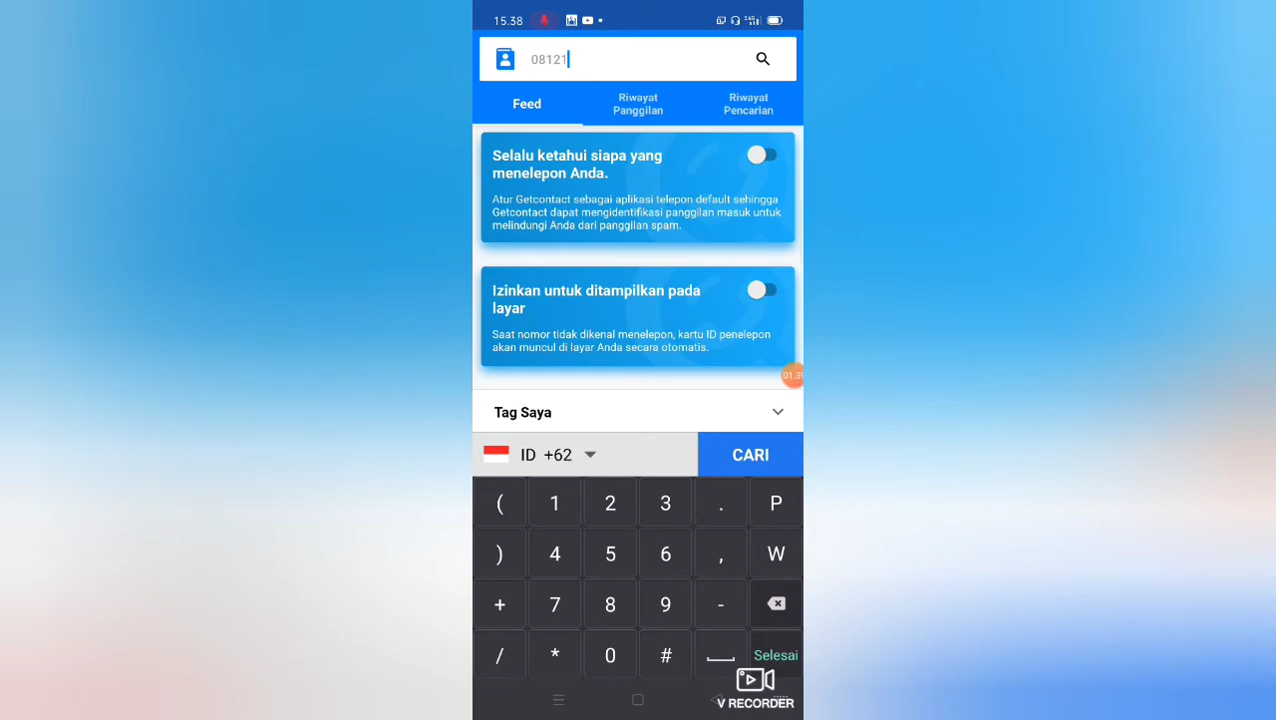 15.38
08121
Feed
Riwayat
Panggilan
Riwayat
Pencarian
Selalu ketahui siapa yang
menelepon Anda.
Atur Getcontact sebagai aplikasi telepon default sehingga
Getcontact dapat mengidentifikasi panggilan masuk untuk
melindungi Anda dari panggilan spam.
Izinkan untuk ditampilkan pada
layar
Saat nomor tidak dikenal menelepon, kartu ID penelepon
akan muncul di layar Anda secara otomatis.
01.39
Tag Saya
ID +62
CARI
( 1 2 3 . P
) 4 5 6 , W
+ 7 8 9 -
/ * 0 # Selesai
V RECORDER